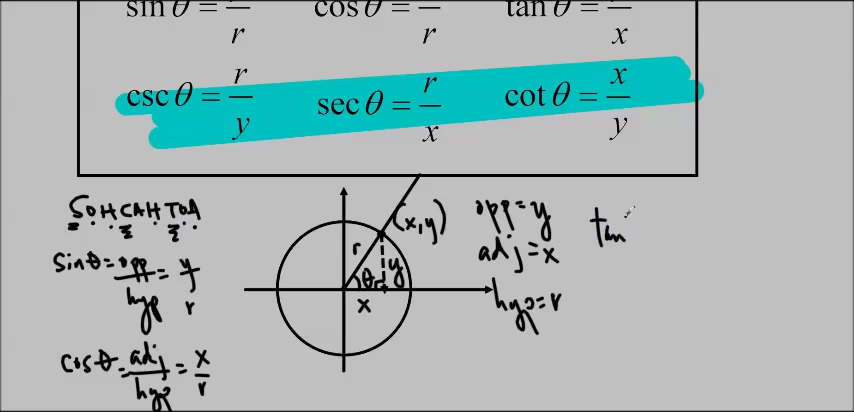 sin θ = / r    cos θ = / r    tan θ = / x
csc θ = r / y    sec θ = r / x    cot θ = x / y
SOHCAHTOA
sin θ = opp / hyp = y / r
cos θ = adj / hyp = x / r
(x, y)
r
θ
y
x
opp = y
adj = x
hyp = r
tan